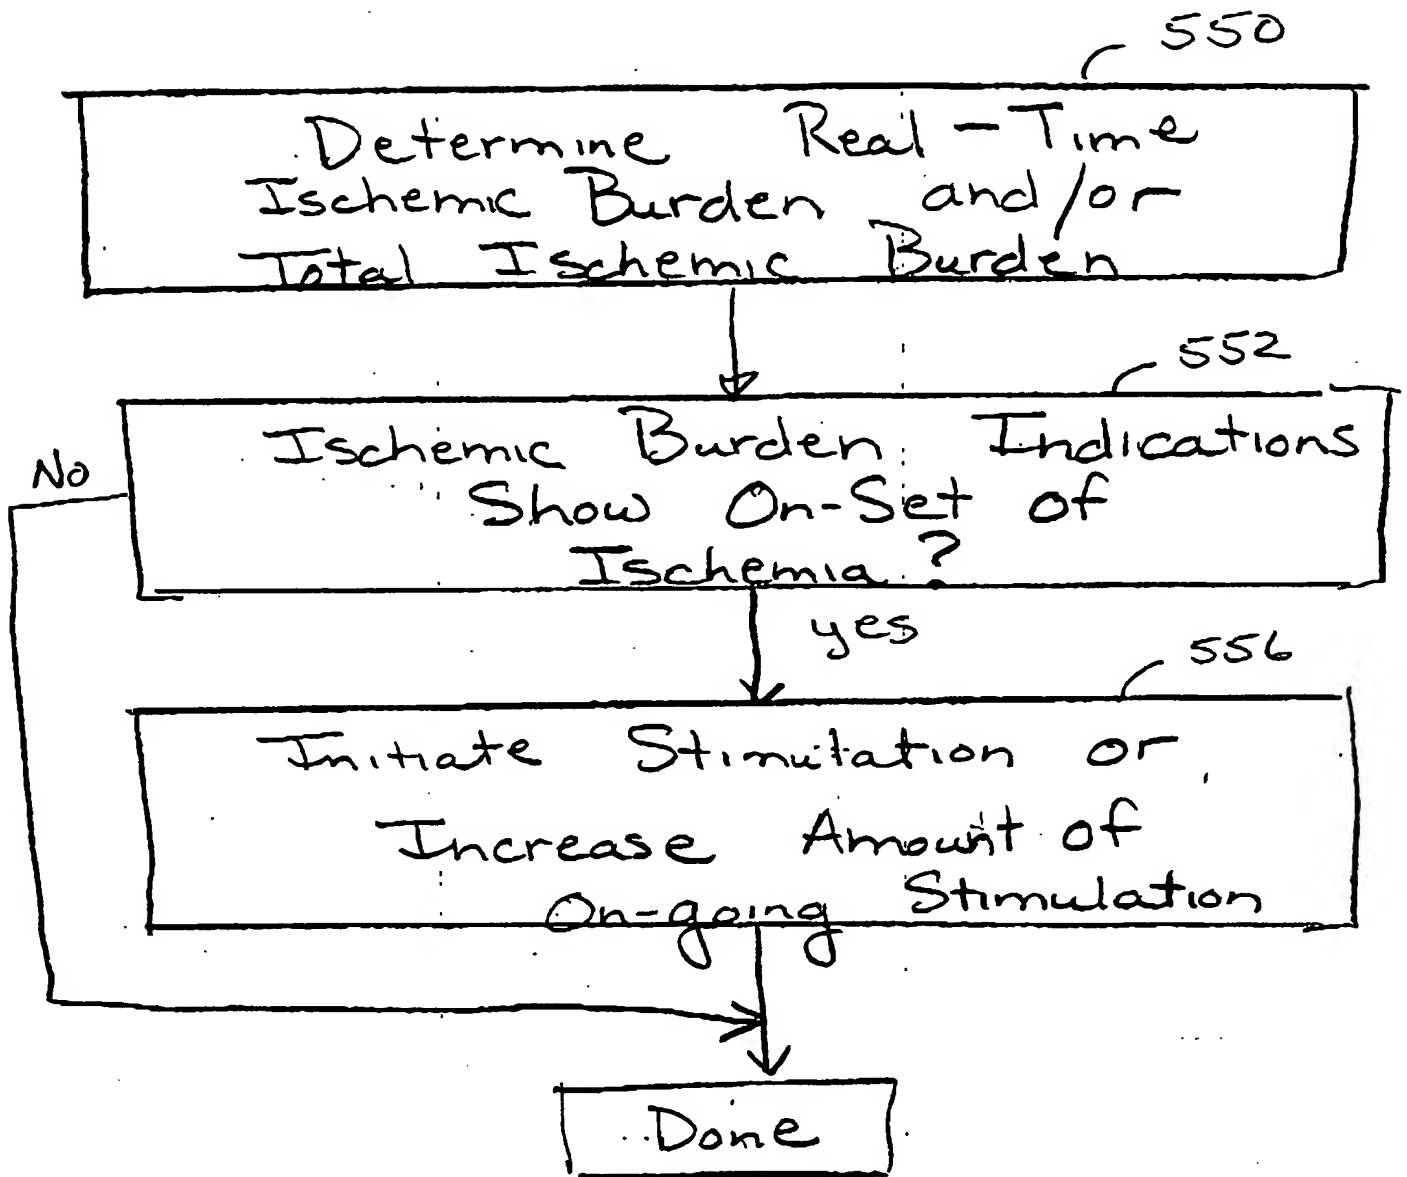 550
Determine Real-Time
Ischemic Burden and/or
Total Ischemic Burden
552
Ischemic Burden Indications
Show On-Set of
Ischemia?
No
yes
556
Initiate Stimulation or
Increase Amount of
On-going Stimulation
Done